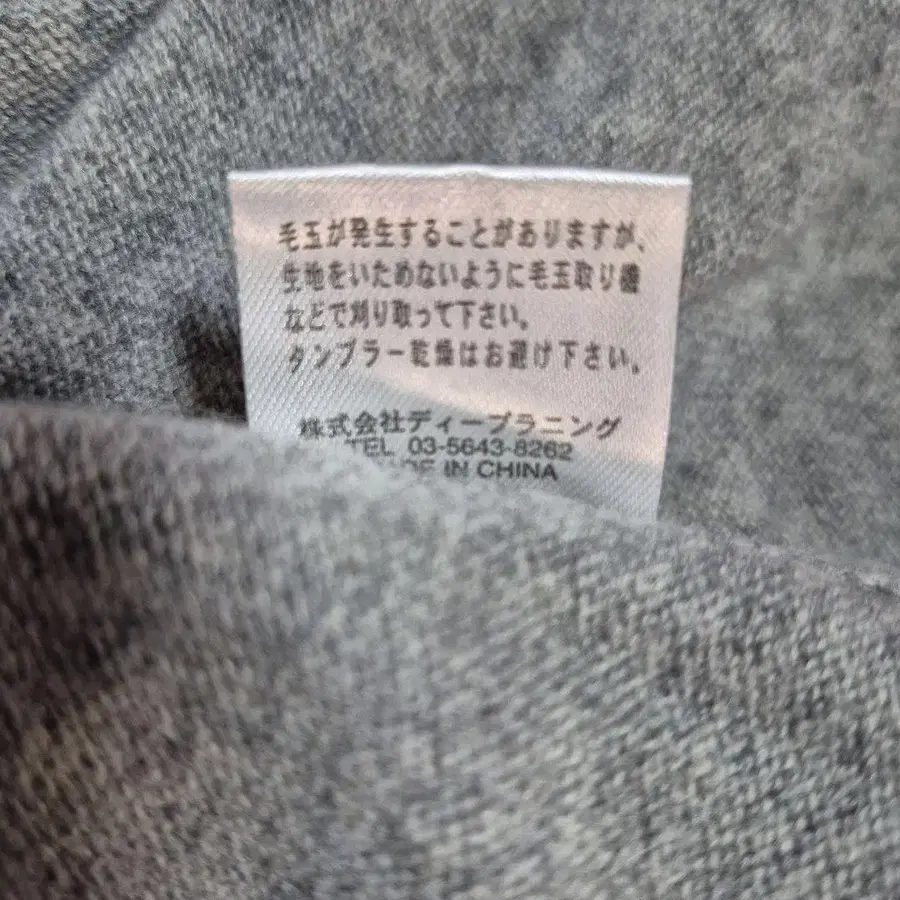 毛玉が発生することがありますが、
生地をいためないように毛玉取り機
などで刈り取って下さい。
タンブラー乾燥はお避け下さい。
株式会社ディープラニング
TEL 03-5643-8262
MADE IN CHINA